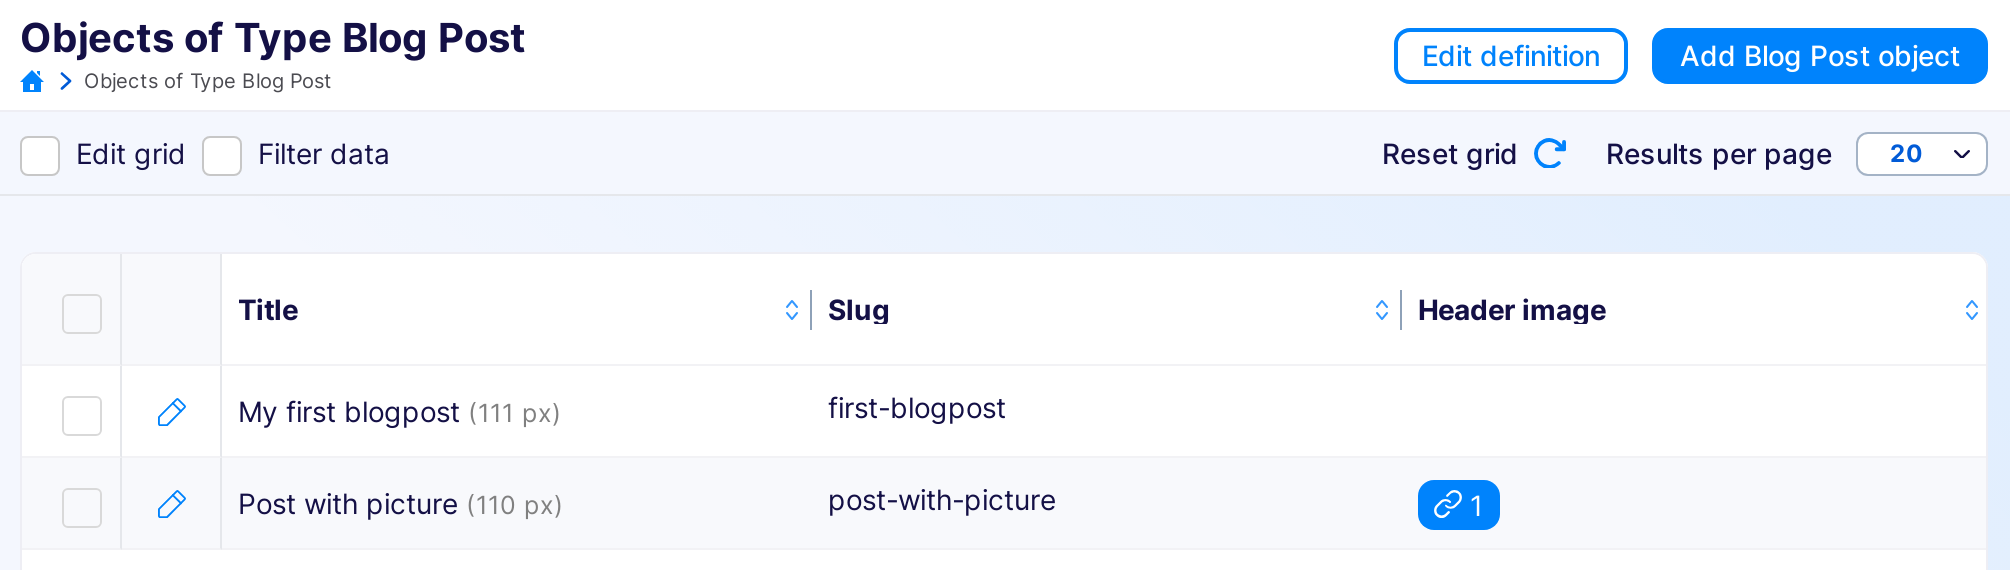 Objects of Type Blog Post
Edit definition
Add Blog Post object
Objects of Type Blog Post
Edit grid
Filter data
Reset grid
Results per page
20
Title
Slug
Header image
My first blogpost (111 px)
first-blogpost
Post with picture (110 px)
post-with-picture
1